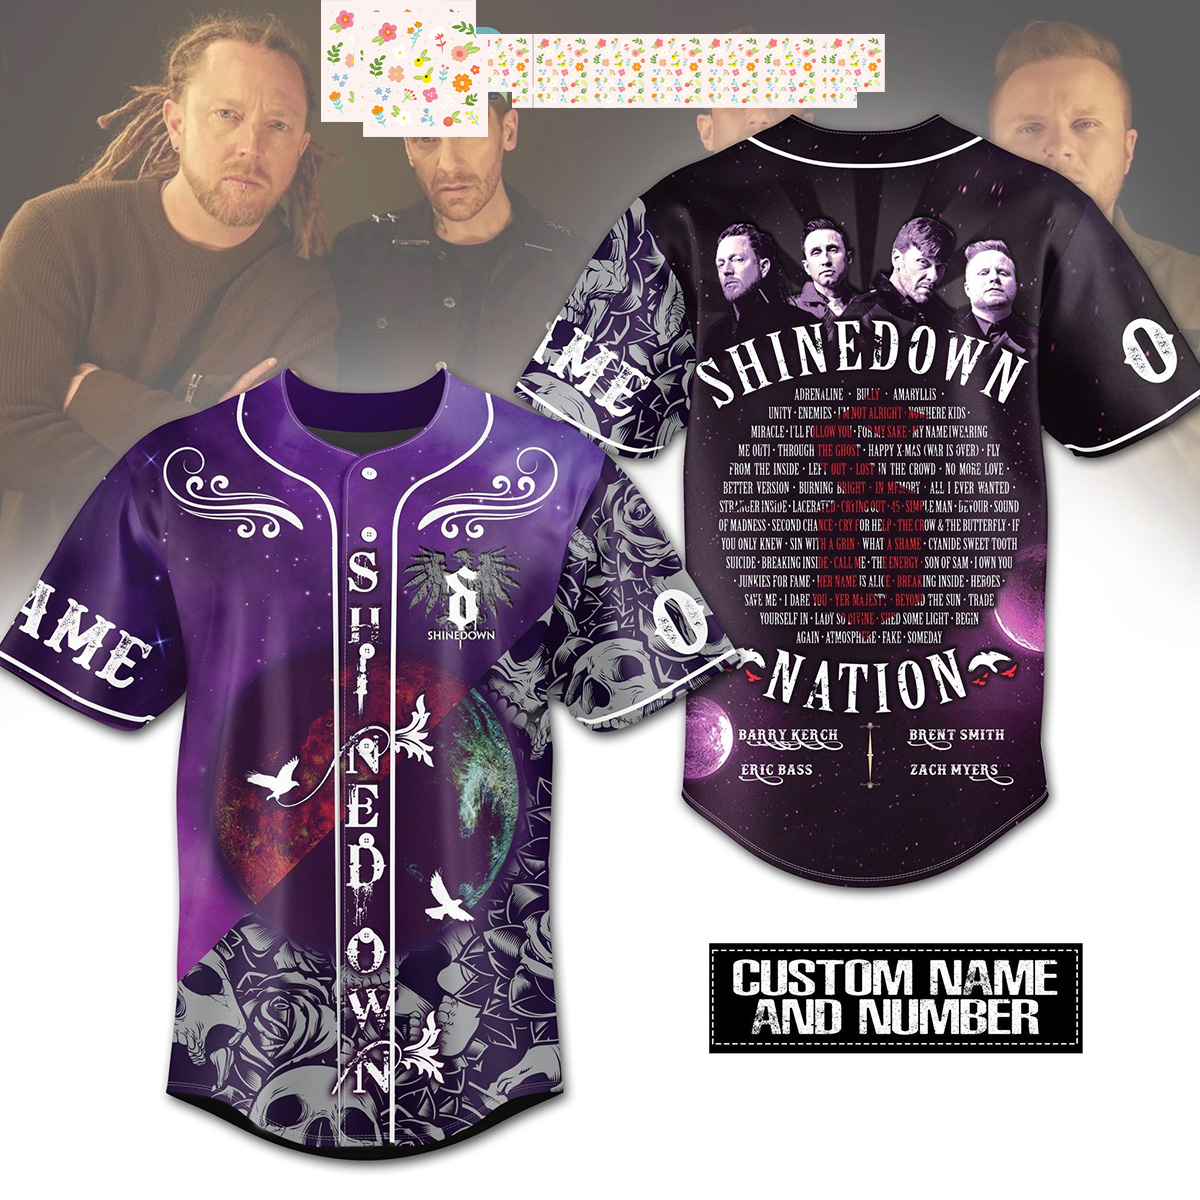 SHINEDOWN
ADRENALINE · BULLY · AMARYLLIS ·
UNITY · ENEMIES · I'M NOT ALRIGHT · NOWHERE KIDS ·
MIRACLE · I'LL FOLLOW YOU · FOR MY SAKE · MY NAME (WEARING
ME OUT) · THROUGH THE GHOST · HAPPY X-MAS (WAR IS OVER) · FLY
FROM THE INSIDE · LEFT OUT · LOST IN THE CROWD · NO MORE LOVE ·
BETTER VERSION · BURNING BRIGHT · IN MEMORY · ALL I EVER WANTED ·
STRANGER INSIDE · LACERATED · CRYING OUT · 45 · SIMPLE MAN · DEVOUR · SOUND
OF MADNESS · SECOND CHANCE · CRY FOR HELP · THE CROW & THE BUTTERFLY · IF
YOU ONLY KNEW · SIN WITH A GRIN · WHAT A SHAME · CYANIDE SWEET TOOTH
SUICIDE · BREAKING INSIDE · CALL ME · THE ENERGY · SON OF SAM · I OWN YOU
· JUNKIES FOR FAME · HER NAME IS ALICE · BREAKING INSIDE · HEROES ·
SAVE ME · I DARE YOU · YER MAJESTY · BEYOND THE SUN · TRADE
YOURSELF IN · LADY SO DIVINE · SHED SOME LIGHT · BEGIN
AGAIN · ATMOSPHERE · FAKE · SOMEDAY
NATION
BARRY KERCH BRENT SMITH
ERIC BASS ZACH MYERS
AME
0
AME
0
S
SHINEDOWN
SHINEDOWN
CUSTOM NAME
AND NUMBER